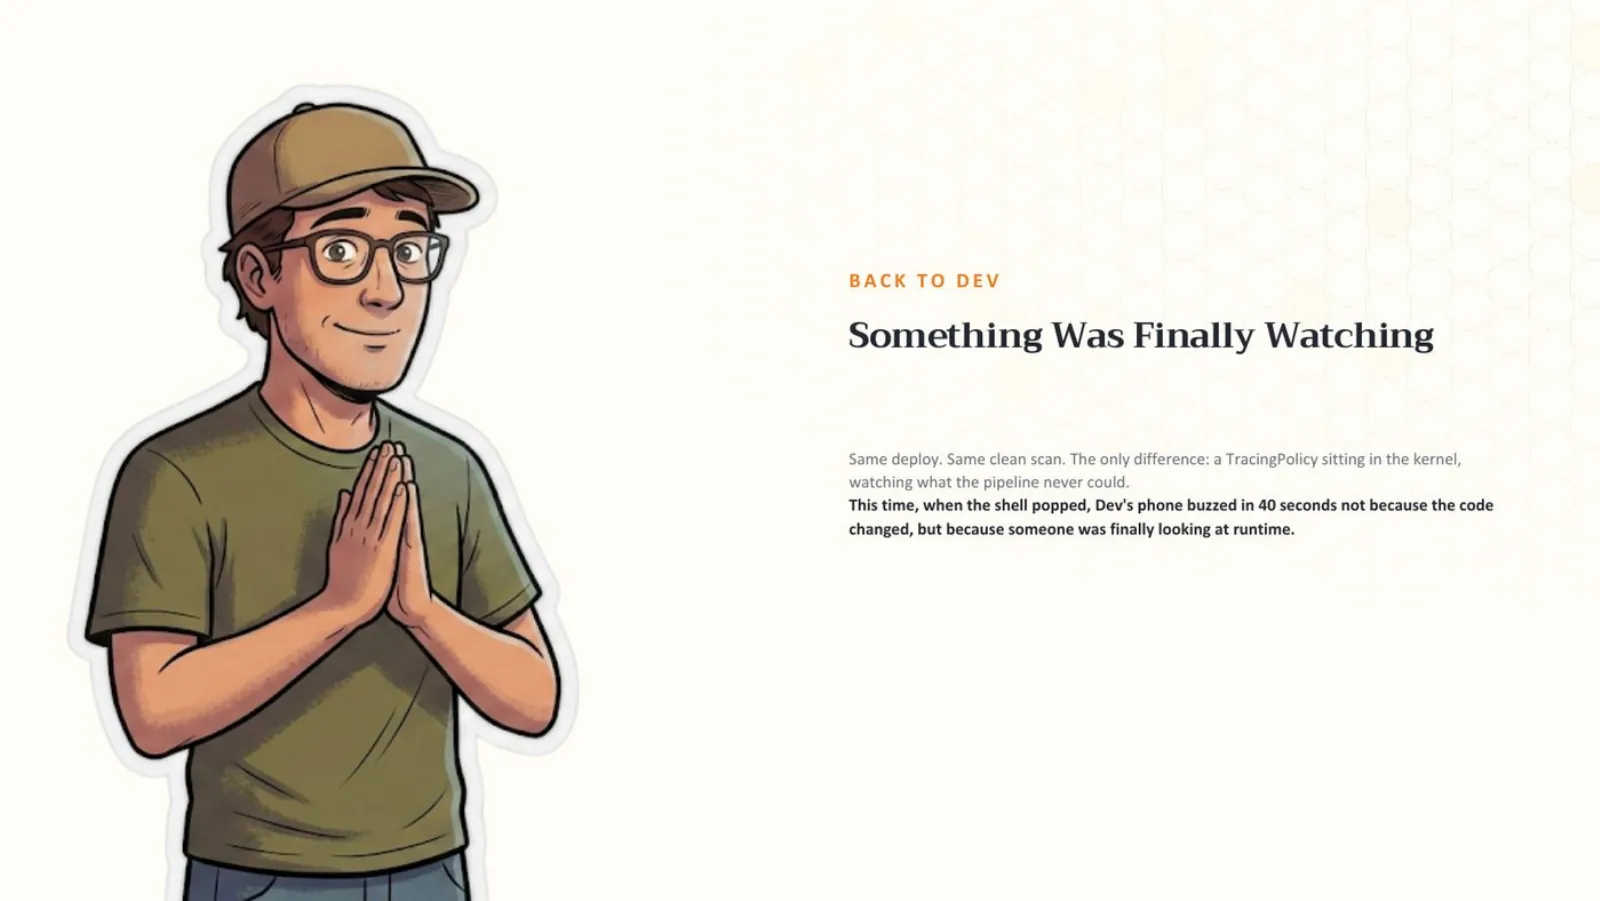 BACK TO DEV
Something Was Finally Watching
Same deploy. Same clean scan. The only difference: a TracingPolicy sitting in the kernel,
watching what the pipeline never could.
This time, when the shell popped, Dev's phone buzzed in 40 seconds not because the code
changed, but because someone was finally looking at runtime.